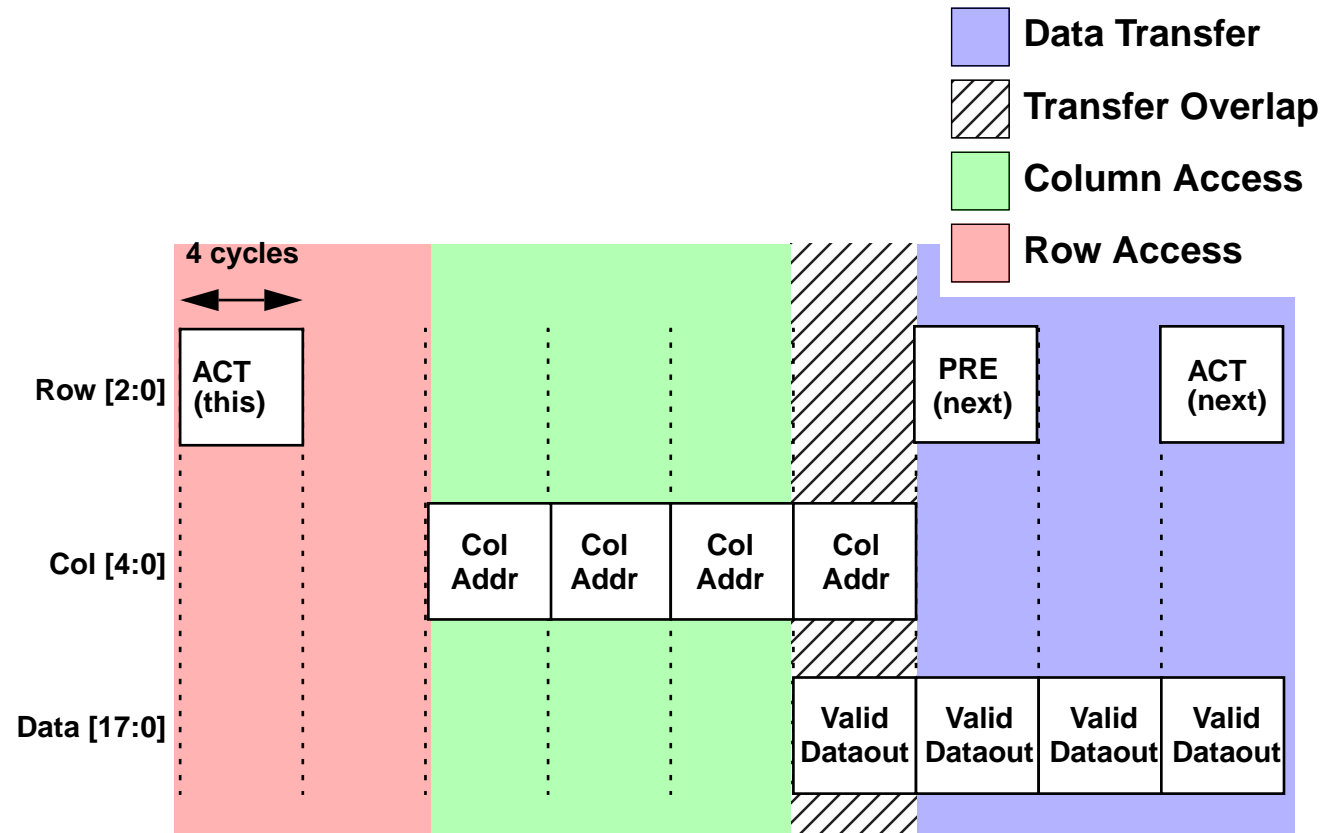 Data Transfer
Transfer Overlap
Column Access
Row Access
4 cycles
Row [2:0]
ACT
(this)
PRE
(next)
ACT
(next)
Col [4:0]
Col
Addr
Col
Addr
Col
Addr
Col
Addr
Data [17:0]
Valid
Dataout
Valid
Dataout
Valid
Dataout
Valid
Dataout